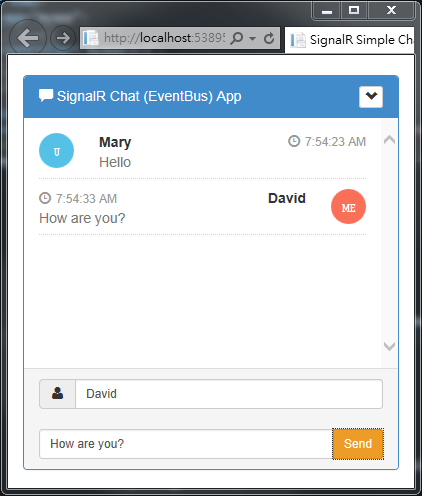 http://localhost:5389
SignalR Simple Cha
SignalR Chat (EventBus) App
U
Mary
7:54:23 AM
Hello
7:54:33 AM
David
ME
How are you?
David
How are you?
Send